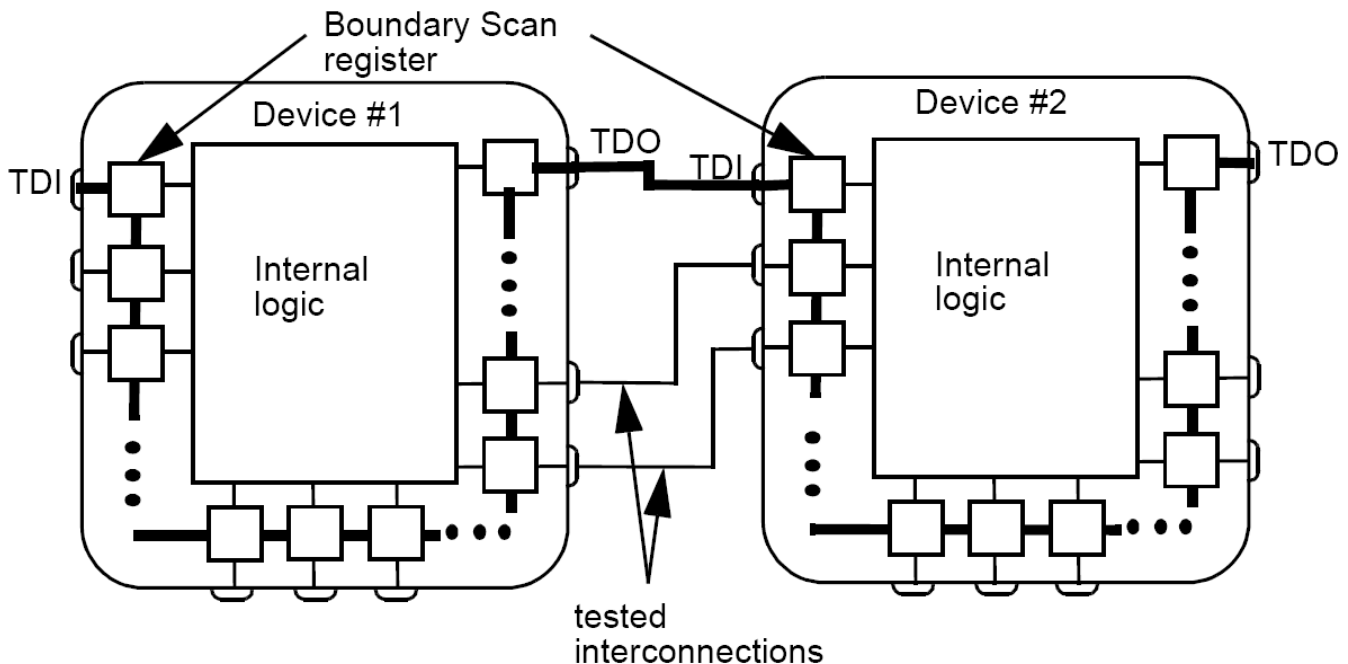 Boundary Scan
register
Device #1
Device #2
TDI
TDO
TDI
TDO
Internal
logic
Internal
logic
tested
interconnections